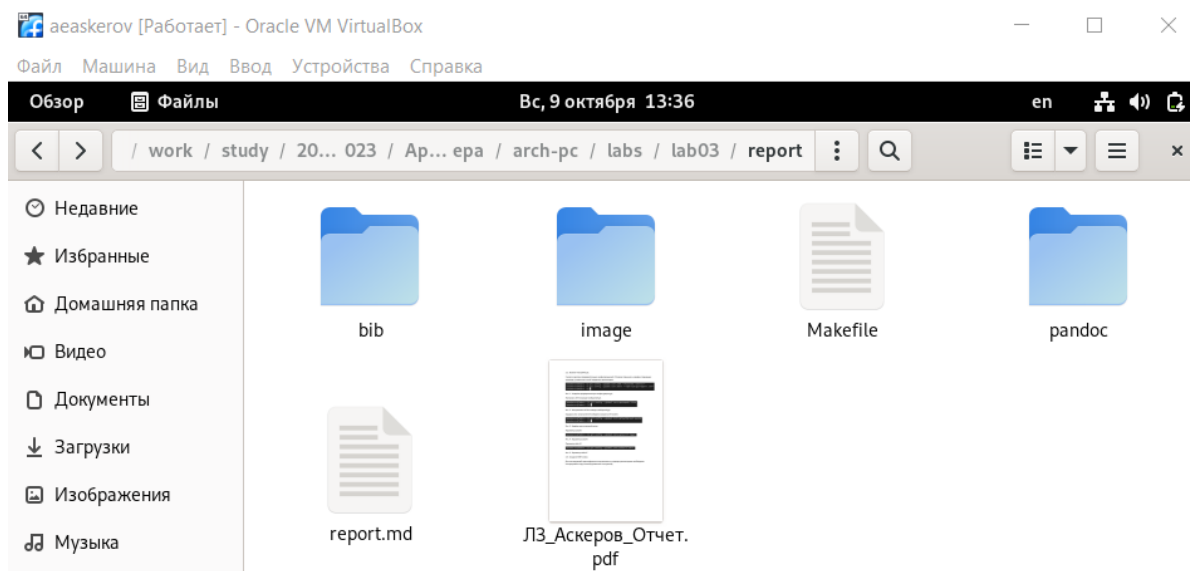 aeaskerov [Работает] - Oracle VM VirtualBox
Файл Машина Вид Ввод Устройства Справка
Обзор Файлы Вс, 9 октября 13:36 en
/ work / study / 20... 023 / Ар... ера / arch-pc / labs / lab03 / report
Недавние
Избранные
Домашняя папка
Видео
Документы
Загрузки
Изображения
Музыка
bib image Makefile pandoc
report.md Л3_Аскеров_Отчет.
pdf